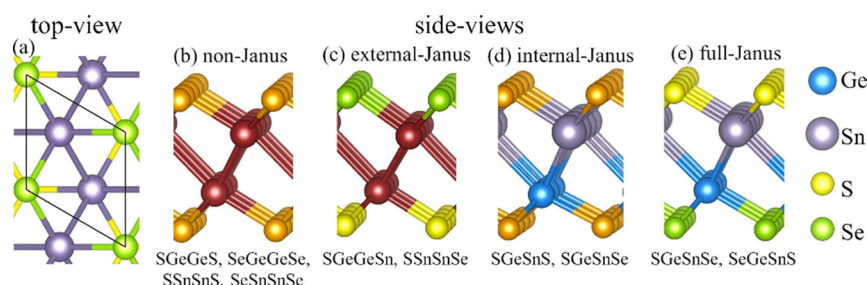 top-view
side-views
(a)
(b) non-Janus
(c) external-Janus
(d) internal-Janus
(e) full-Janus
Ge
Sn
S
Se
SGeGeS, SeGeGeSe,
SSnSnS, SeSnSnSe
SGeGeSn, SSnSnSe
SGeSnS, SGeSnSe
SGeSnSe, SeGeSnS